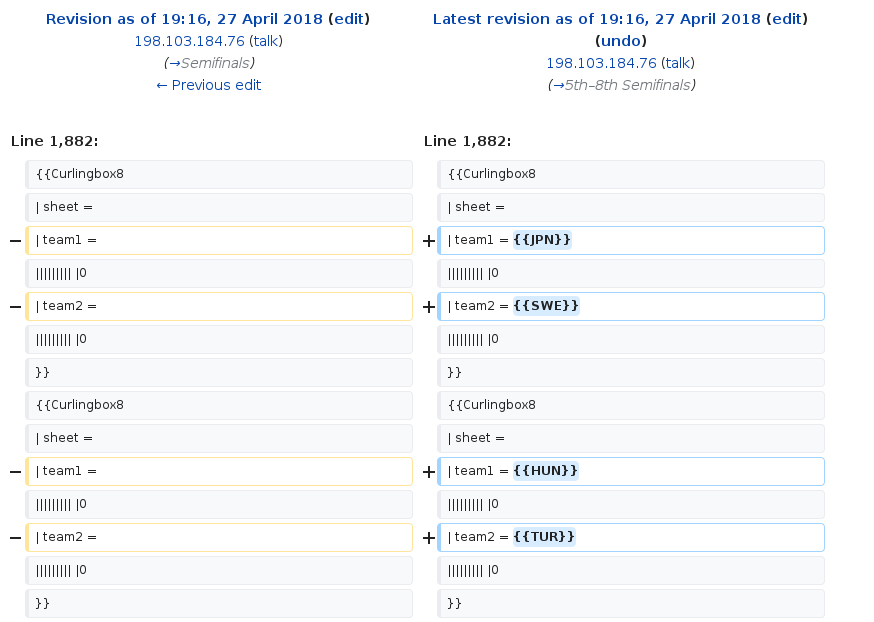 Revision as of 19:16, 27 April 2018 (edit)
198.103.184.76 (talk)
(→Semifinals)
← Previous edit
Latest revision as of 19:16, 27 April 2018 (edit)
(undo)
198.103.184.76 (talk)
(→5th–8th Semifinals)
Line 1,882:
Line 1,882:
{{Curlingbox8
{{Curlingbox8
| sheet =
| sheet =
− | team1 =
+ | team1 = {{JPN}}
||||||||| |0
||||||||| |0
− | team2 =
+ | team2 = {{SWE}}
||||||||| |0
||||||||| |0
}}
}}
{{Curlingbox8
{{Curlingbox8
| sheet =
| sheet =
− | team1 =
+ | team1 = {{HUN}}
||||||||| |0
||||||||| |0
− | team2 =
+ | team2 = {{TUR}}
||||||||| |0
||||||||| |0
}}
}}